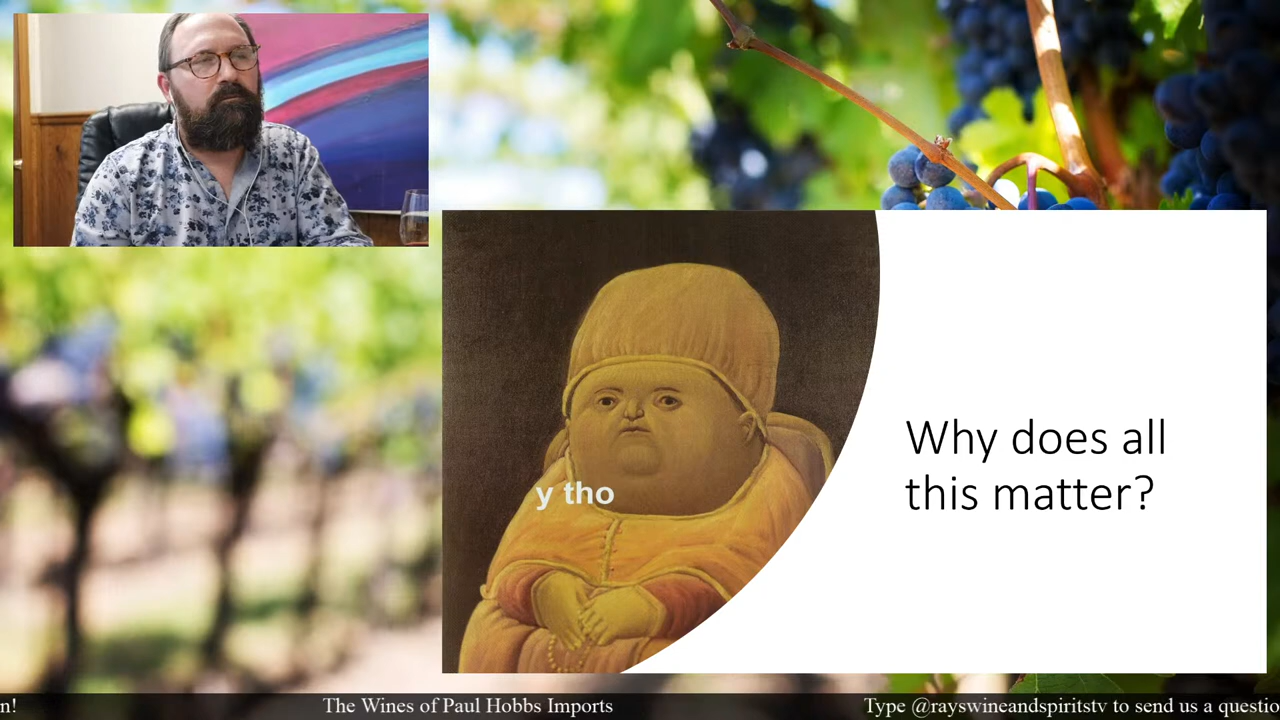 y tho
Why does all
this matter?
n! The Wines of Paul Hobbs Imports Type @rayswineandspiritstv to send us a questio